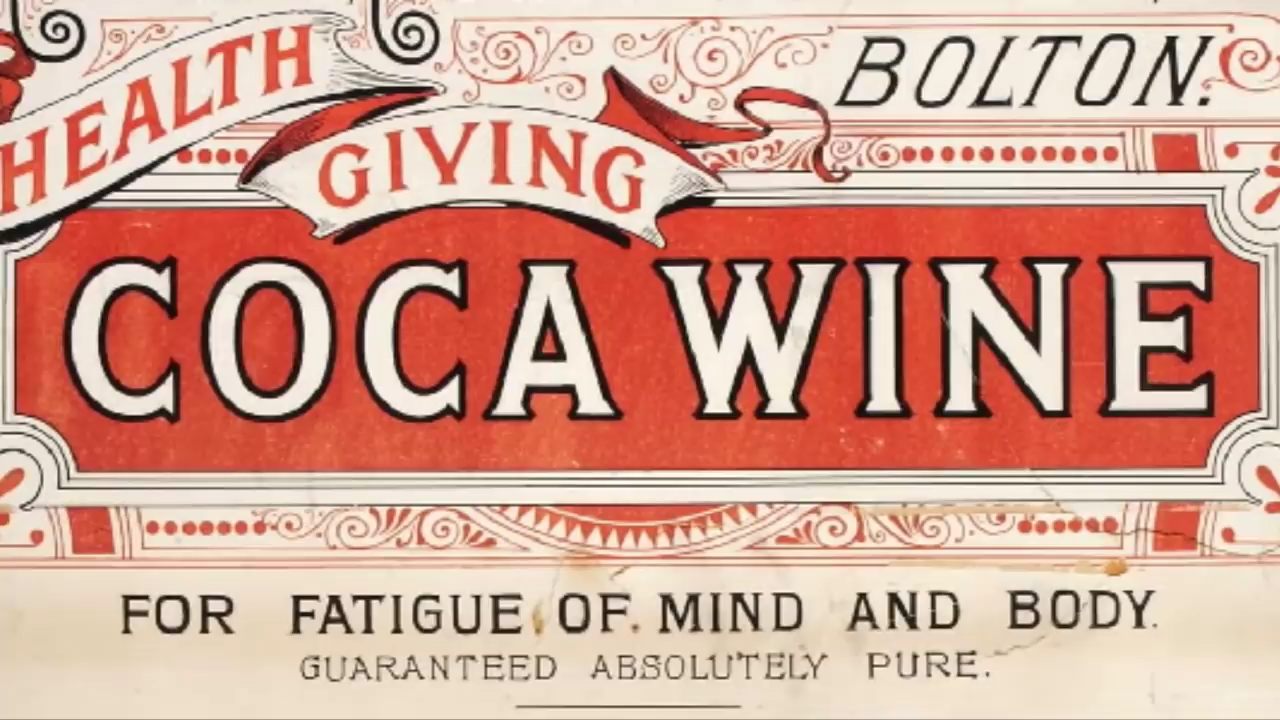 BOLTON.
HEALTH
GIVING
COCA WINE
FOR FATIGUE OF MIND AND BODY.
GUARANTEED ABSOLUTELY PURE.